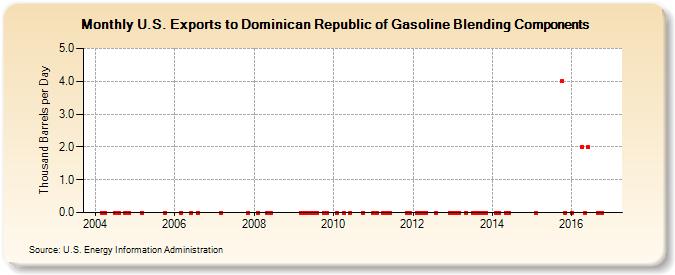 Monthly U.S. Exports to Dominican Republic of Gasoline Blending Components
Thousand Barrels per Day
5.0
4.0
3.0
2.0
1.0
0.0
2004 2006 2008 2010 2012 2014 2016
Source: U.S. Energy Information Administration